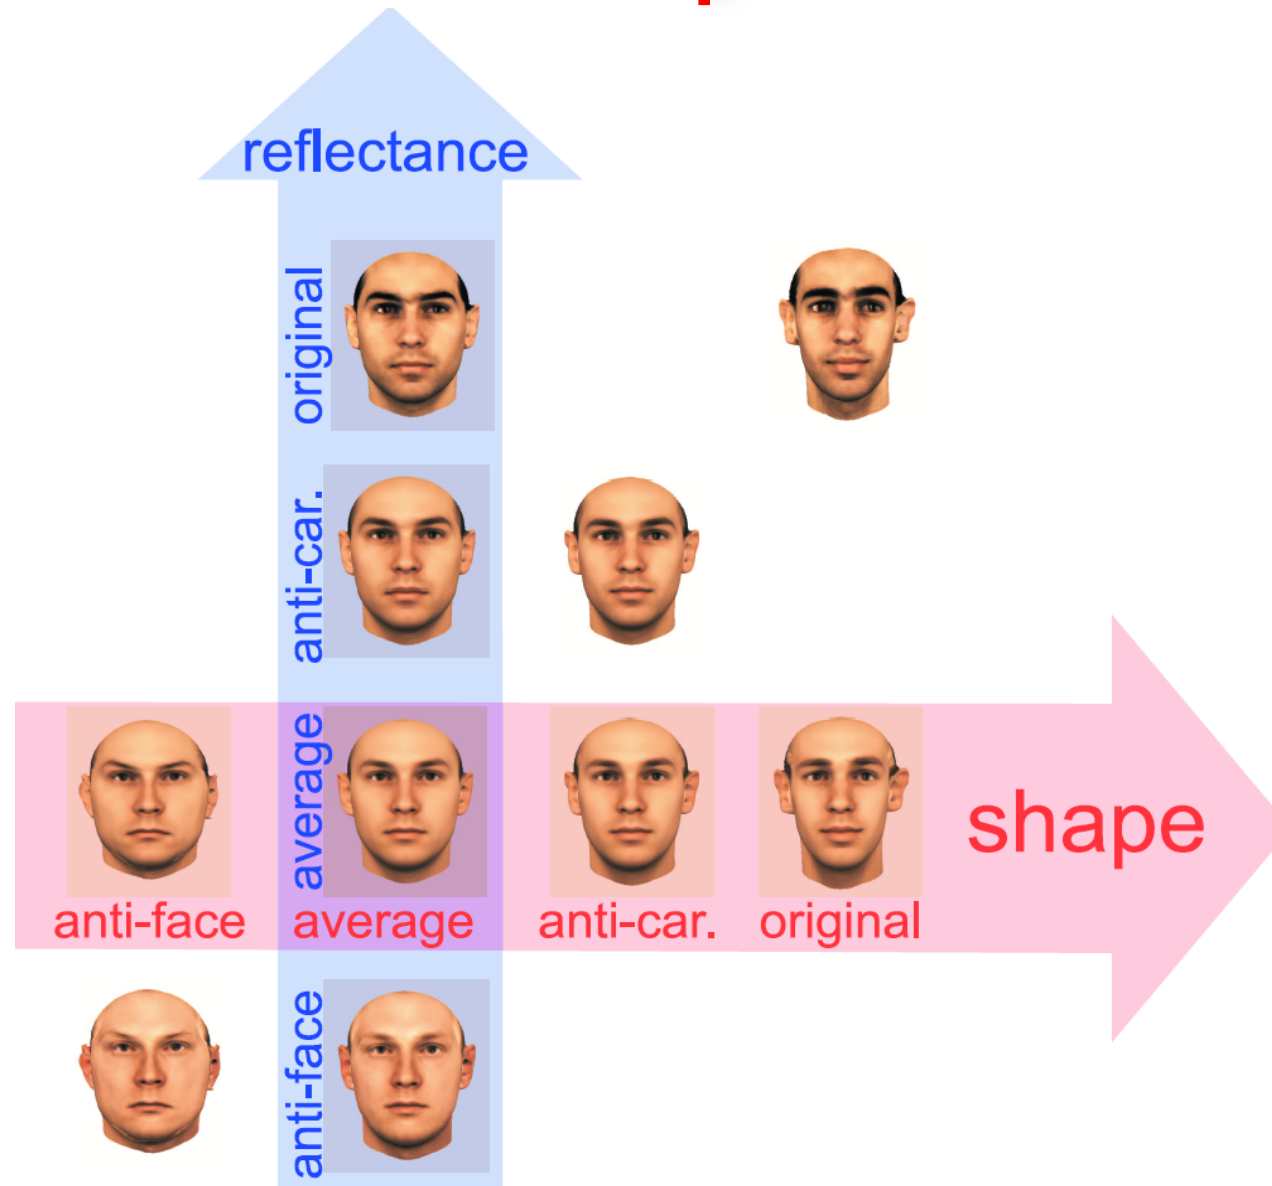 reflectance
original
anti-car.
average
anti-face
average
anti-car.
original
shape
anti-face